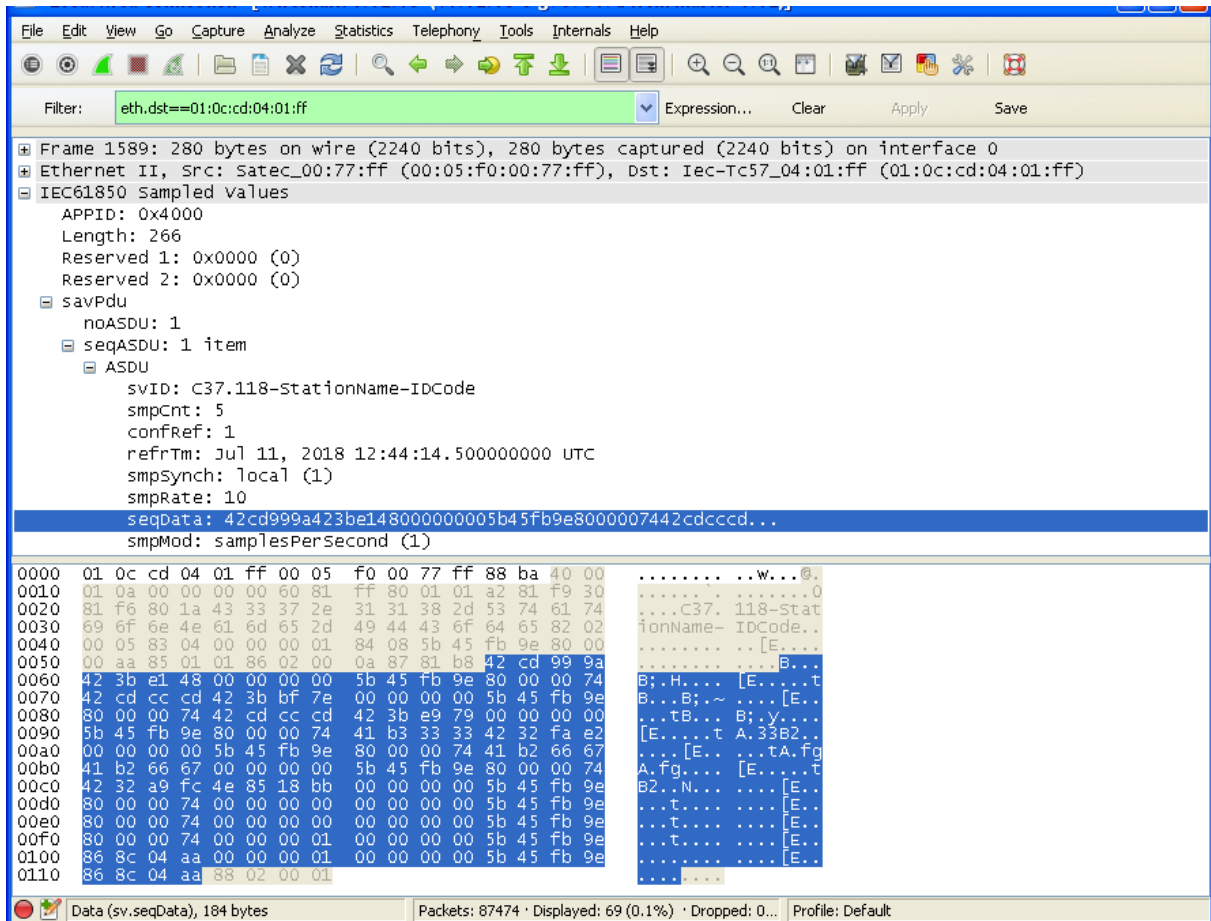 File Edit View Go Capture Analyze Statistics Telephony Tools Internals Help
Filter: eth.dst==01:0c:cd:04:01:ff Expression... Clear Apply Save
Frame 1589: 280 bytes on wire (2240 bits), 280 bytes captured (2240 bits) on interface 0
Ethernet II, Src: Satec_00:77:ff (00:05:f0:00:77:ff), Dst: Iec-Tc57_04:01:ff (01:0c:cd:04:01:ff)
IEC61850 Sampled Values
APPID: 0x4000
Length: 266
Reserved 1: 0x0000 (0)
Reserved 2: 0x0000 (0)
savPdu
noASDU: 1
seqASDU: 1 item
ASDU
svID: C37.118-StationName-IDCode
smpCnt: 5
confRef: 1
refrTm: Jul 11, 2018 12:44:14.500000000 UTC
smpSynch: local (1)
smpRate: 10
seqData: 42cd999a423be148000000005b45fb9e8000007442cdcccd...
smpMod: samplesPerSecond (1)
0000 01 0c cd 04 01 ff 00 05 f0 00 77 ff 88 ba 40 00 ........ ..w...@.
0010 01 0a 00 00 00 00 60 81 ff 80 01 01 a2 81 f9 30 ......`. .......0
0020 81 f6 80 1a 43 33 37 2e 31 31 38 2d 53 74 61 74 ....C37. 118-Stat
0030 69 6f 6e 4e 61 6d 65 2d 49 44 43 6f 64 65 82 02 ionName- IDCode..
0040 00 05 83 04 00 00 00 01 84 08 5b 45 fb 9e 80 00 ........ ..[E....
0050 00 aa 85 01 01 86 02 00 0a 87 81 b8 42 cd 99 9a ........ ....B...
0060 42 3b e1 48 00 00 00 00 5b 45 fb 9e 80 00 00 74 B;.H.... [E.....t
0070 42 cd cc cd 42 3b bf 7e 00 00 00 00 5b 45 fb 9e B...B;.~ ....[E..
0080 80 00 00 74 42 cd cc cd 42 3b e9 79 00 00 00 00 ...tB... B;.y....
0090 5b 45 fb 9e 80 00 00 74 41 b3 33 33 42 32 fa e2 [E.....t A.33B2..
00a0 00 00 00 00 5b 45 fb 9e 80 00 00 74 41 b2 66 67 ....[E.. ...tA.fg
00b0 41 b2 66 67 00 00 00 00 5b 45 fb 9e 80 00 00 74 A.fg.... [E.....t
00c0 42 32 a9 fc 4e 85 18 bb 00 00 00 00 5b 45 fb 9e B2..N... ....[E..
00d0 80 00 00 74 00 00 00 00 00 00 00 00 5b 45 fb 9e ...t.... ....[E..
00e0 80 00 00 74 00 00 00 00 00 00 00 00 5b 45 fb 9e ...t.... ....[E..
00f0 80 00 00 74 00 00 00 01 00 00 00 00 5b 45 fb 9e ...t.... ....[E..
0100 86 8c 04 aa 00 00 00 01 00 00 00 00 5b 45 fb 9e ........ ....[E..
0110 86 8c 04 aa 88 02 00 01 ........
Data (sv.seqData), 184 bytes Packets: 87474 · Displayed: 69 (0.1%) · Dropped: 0... Profile: Default